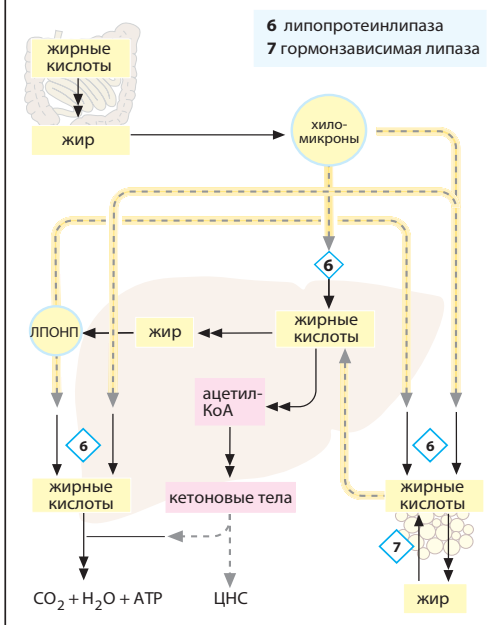 6 липопротеинлипаза
7 гормонзависимая липаза
жирные
кислоты
жир
хило-
микроны
6
ЛПОНП
жир
жирные
кислоты
ацетил-
КоА
6
6
жирные
кислоты
кетоновые тела
жирные
кислоты
7
CO2 + H2O + АТР
ЦНС
жир